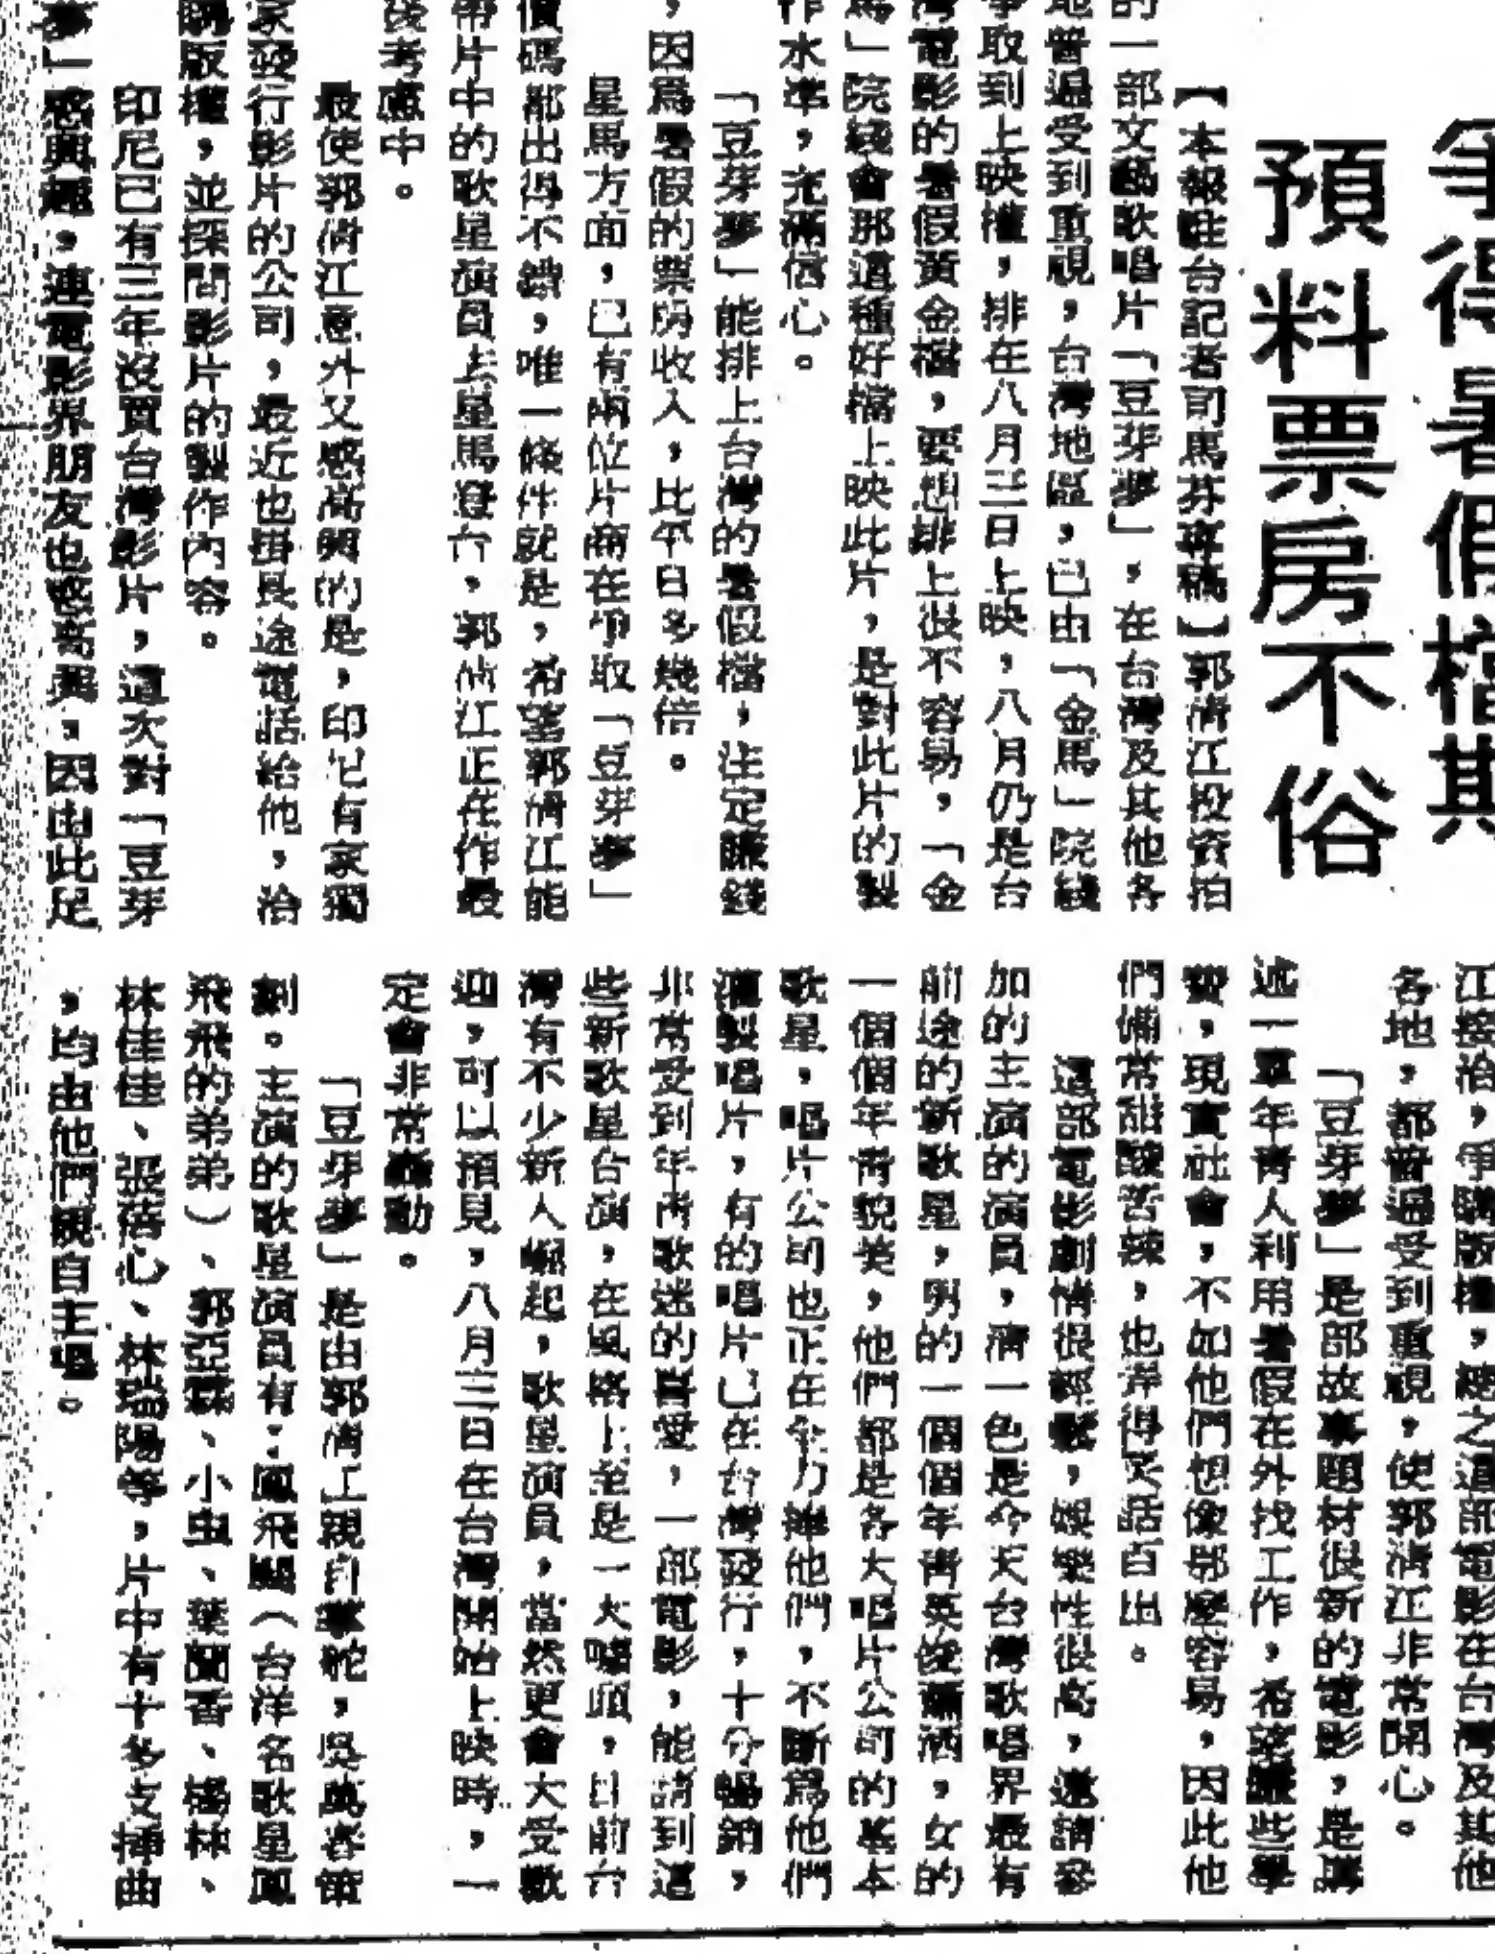 爭得暑假檔期
預料票房不俗
【本報駐台記者司馬芬專稿】郭清江投資拍
的一部文藝歌唱片「豆芽夢」，在台灣及其他各
地普遍受到重視，台灣地區，已由「金馬」院綫
爭取到上映權，排在八月三日上映，八月仍是台
灣電影的暑假黃金檔，要想排上很不容易，「金
馬」院綫會那這種好檔上映此片，是對此片的製
作水準，充滿信心。
「豆芽夢」能排上台灣的暑假檔，注定賺錢
，因爲暑假的票房收入，比平日多幾倍。
星馬方面，已有兩位片商在爭取「豆芽夢」
價碼都出得不錯，唯一條件就是，希望郭清江能
帶片中的歌星演員去星馬登台，郭清江正在作最
後考慮中。
最使郭清江意外又感高興的是，印尼有家獨
家發行影片的公司，最近也掛長途電話給他，洽
購版權，並探問影片的製作內容。
印尼已有三年沒買台灣影片，這次對「豆芽
夢」感興趣，連電影界朋友也感高興，因由此足
江接洽，爭購版權，總之這部電影在台灣及其他
各地，都普遍受到重視，使郭清江非常開心。
「豆芽夢」是部故事題材很新的電影，是講
述一羣年青人利用暑假在外找工作，希望賺些學
費，現實社會，不如他們想像那麼容易，因此他
們備常甜酸苦辣，也弄得笑話百出。
這部電影劇情很輕鬆，娛樂性很高，邀請參
加的主演的演員，清一色是今天台灣歌唱界最有
前途的新歌星，男的一個個年青英俊瀟洒，女的
一個個年青貌美，他們都是各大唱片公司的基本
歌星，唱片公司也正在全力捧他們，不斷爲他們
灌製唱片，有的唱片已在台灣發行，十分暢銷，
非常受到年青歌迷的喜愛，一部電影，能請到這
些新歌星合演，在風格上至是一大噱頭，目前台
灣有不少新人崛起，歌星演員，當然更會大受歡
迎，可以預見，八月三日在台灣開始上映時，一
定會非常轟動。
「豆芽夢」是由郭清江親自掌舵，吳萬春策
劃。主演的歌星演員有：鳳飛關（台洋名歌星鳳
飛飛的弟弟）、郭亞霖、小虫、葉蘭香、楊林、
林佳佳、張蓓心、林瑞陽等，片中有十多支插曲
，均由他們親自主唱。